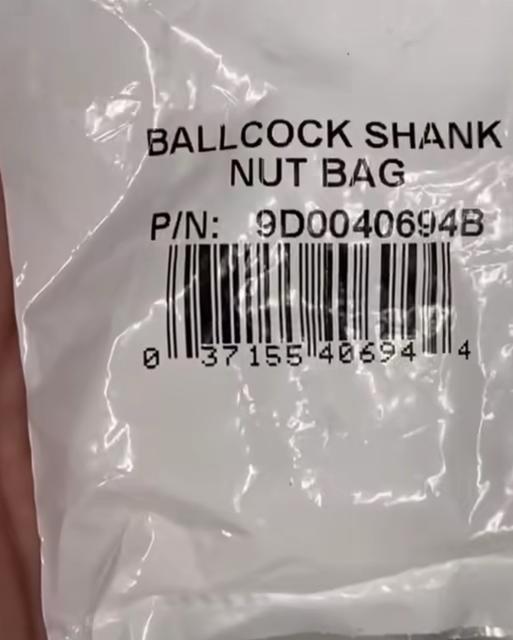 BALLCOCK SHANK
NUT BAG
P/N: 9D0040694B
0 37155 40694 4